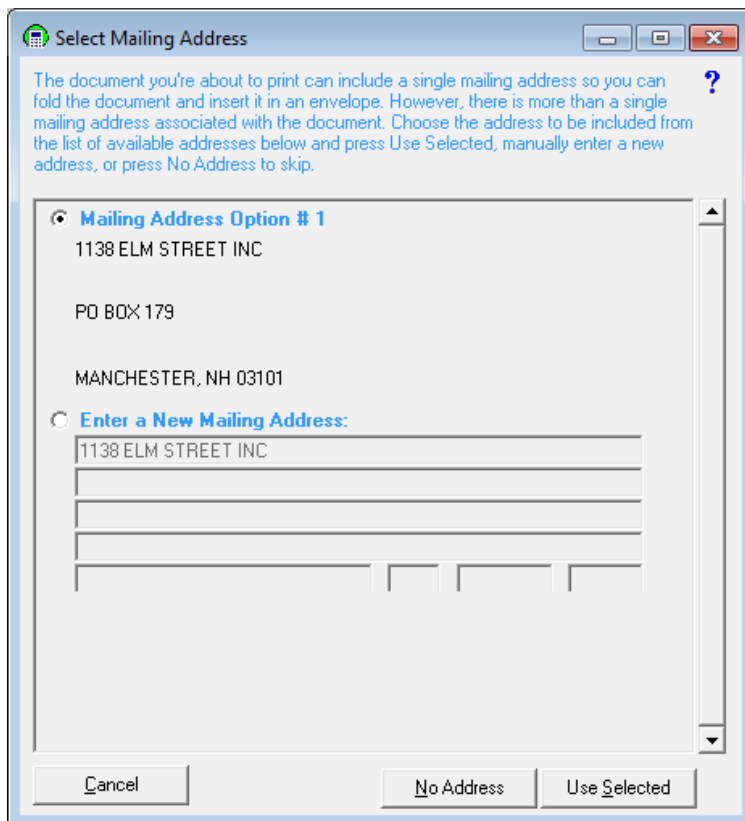 Select Mailing Address
The document you're about to print can include a single mailing address so you can
fold the document and insert it in an envelope. However, there is more than a single
mailing address associated with the document. Choose the address to be included from
the list of available addresses below and press Use Selected, manually enter a new
address, or press No Address to skip.
?
Mailing Address Option # 1
1138 ELM STREET INC
PO BOX 179
MANCHESTER, NH 03101
Enter a New Mailing Address:
1138 ELM STREET INC
Cancel
No Address
Use Selected